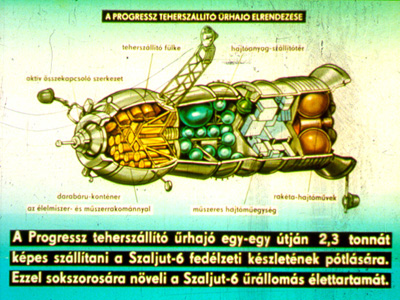 A PROGRESSZ TEHERSZÁLLÍTÓ ŰRHAJÓ ELRENDEZÉSE
teherszállító fülke
hajtóanyag-szállítótér
aktív összekapcsoló szerkezet
darabáru-konténer
az élelmiszer- és műszerrakománnyal
műszeres hajtóműegység
rakéta-hajtóművek
A Progressz teherszállító űrhajó egy-egy útján 2,3 tonnát
képes szállítani a Szaljut-6 fedélzeti készletének pótlására.
Ezzel sokszorosára növeli a Szaljut-6 űrállomás élettartamát.